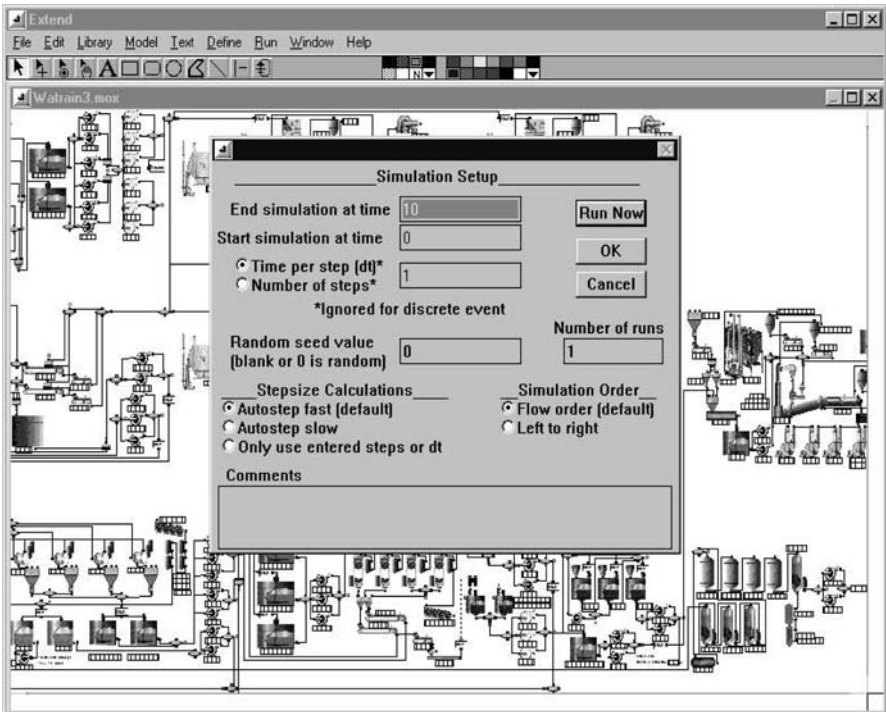 Extend
File Edit Library Model Text Define Run Window Help
A
N
Watrain3.mox
Simulation Setup
End simulation at time 10
Run Now
Start simulation at time 0
OK
Time per step (dt)*
Number of steps*
1
Cancel
*Ignored for discrete event
Number of runs
Random seed value
(blank or 0 is random)
0
1
Stepsize Calculations
Simulation Order
Autostep fast (default)
Flow order (default)
Autostep slow
Left to right
Only use entered steps or dt
Comments